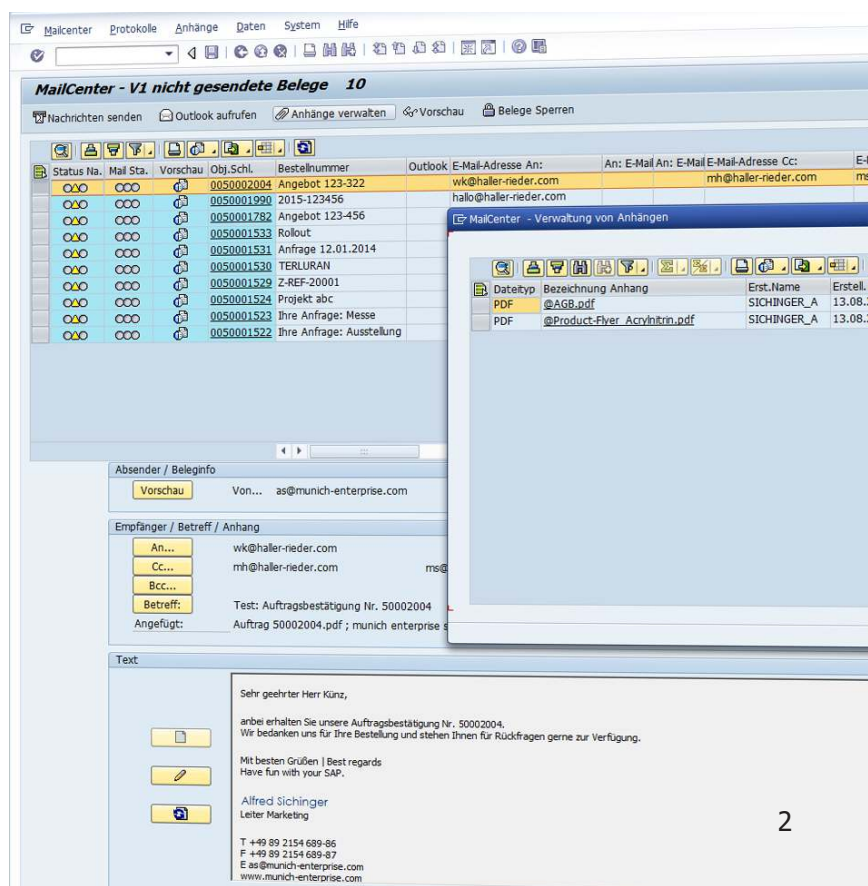 Mailcenter Protokolle Anhänge Daten System Hilfe
MailCenter - V1 nicht gesendete Belege 10
Nachrichten senden Outlook aufrufen Anhänge verwalten Vorschau Belege Sperren
Status Na. Mail Sta. Vorschau Obj.Schl. Bestellnummer Outlook E-Mail-Adresse An: An: E-Mail An: E-Mail E-Mail-Adresse Cc:
0050002004 Angebot 123-322 wk@haller-rieder.com mh@haller-rieder.com
0050001990 2015-123456 hallo@haller-rieder.com
0050001782 Angebot 123-456
0050001533 Rollout
0050001531 Anfrage 12.01.2014
0050001530 TERLURAN
0050001529 Z-REF-20001
0050001524 Projekt abc
0050001523 Ihre Anfrage: Messe
0050001522 Ihre Anfrage: Ausstellung
MailCenter - Verwaltung von Anhängen
Dateityp Bezeichnung Anhang Erst.Name Erstell.
PDF @AGB.pdf SICHINGER_A 13.08.
PDF @Product-Flyer_Acrylnitrin.pdf SICHINGER_A 13.08.
Absender / Beleginfo
Vorschau Von... as@munich-enterprise.com
Empfänger / Betreff / Anhang
An... wk@haller-rieder.com
Cc... mh@haller-rieder.com ms@
Bcc...
Betreff: Test: Auftragsbestätigung Nr. 50002004
Angefügt: Auftrag 50002004.pdf ; munich enterprise s
Text
Sehr geehrter Herr Künz,
anbei erhalten Sie unsere Auftragsbestätigung Nr. 50002004.
Wir bedanken uns für Ihre Bestellung und stehen Ihnen für Rückfragen gerne zur Verfügung.
Mit besten Grüßen | Best regards
Have fun with your SAP.
Alfred Sichinger
Leiter Marketing
2
T +49 89 2154 689-86
F +49 89 2154 689-87
E as@munich-enterprise.com
www.munich-enterprise.com